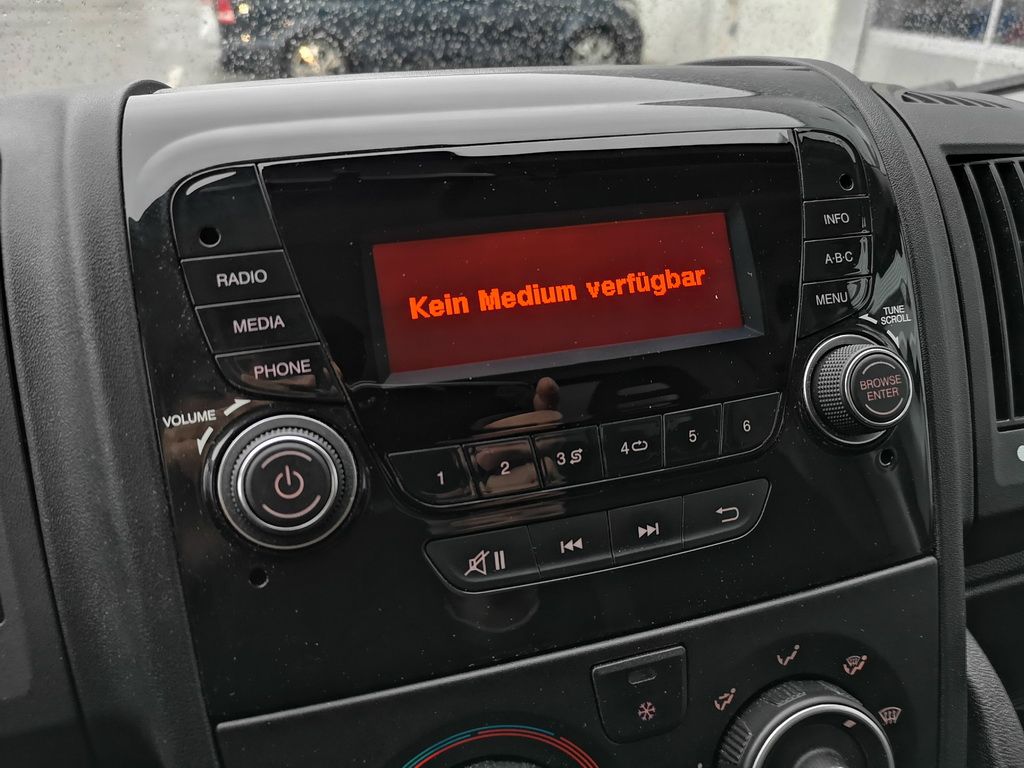 RADIO
MEDIA
PHONE
VOLUME
Kein Medium verfügbar
INFO
A·B·C
MENU
TUNE
SCROLL
BROWSE
ENTER
1
2
3
4
5
6